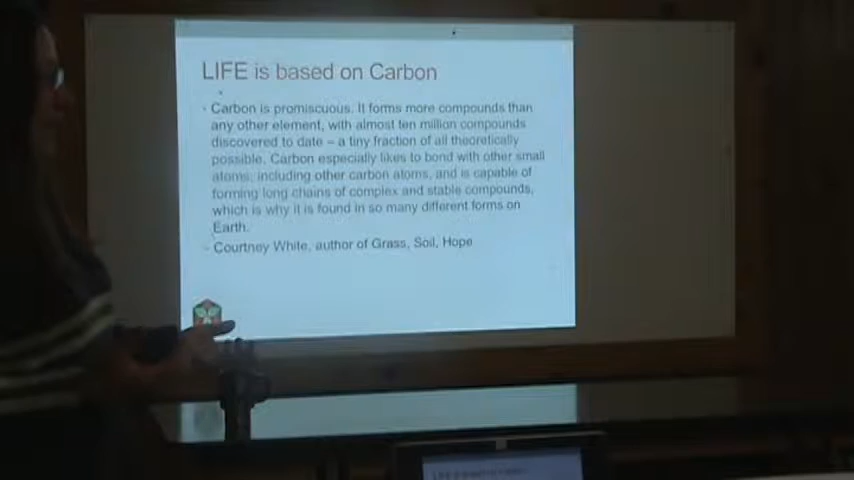 LIFE is based on Carbon
- Carbon is promiscuous. It forms more compounds than
any other element, with almost ten million compounds
discovered to date – a tiny fraction of all theoretically
possible. Carbon especially likes to bond with other small
atoms, including other carbon atoms, and is capable of
forming long chains of complex and stable compounds,
which is why it is found in so many different forms on
Earth.
- Courtney White, author of Grass, Soil, Hope